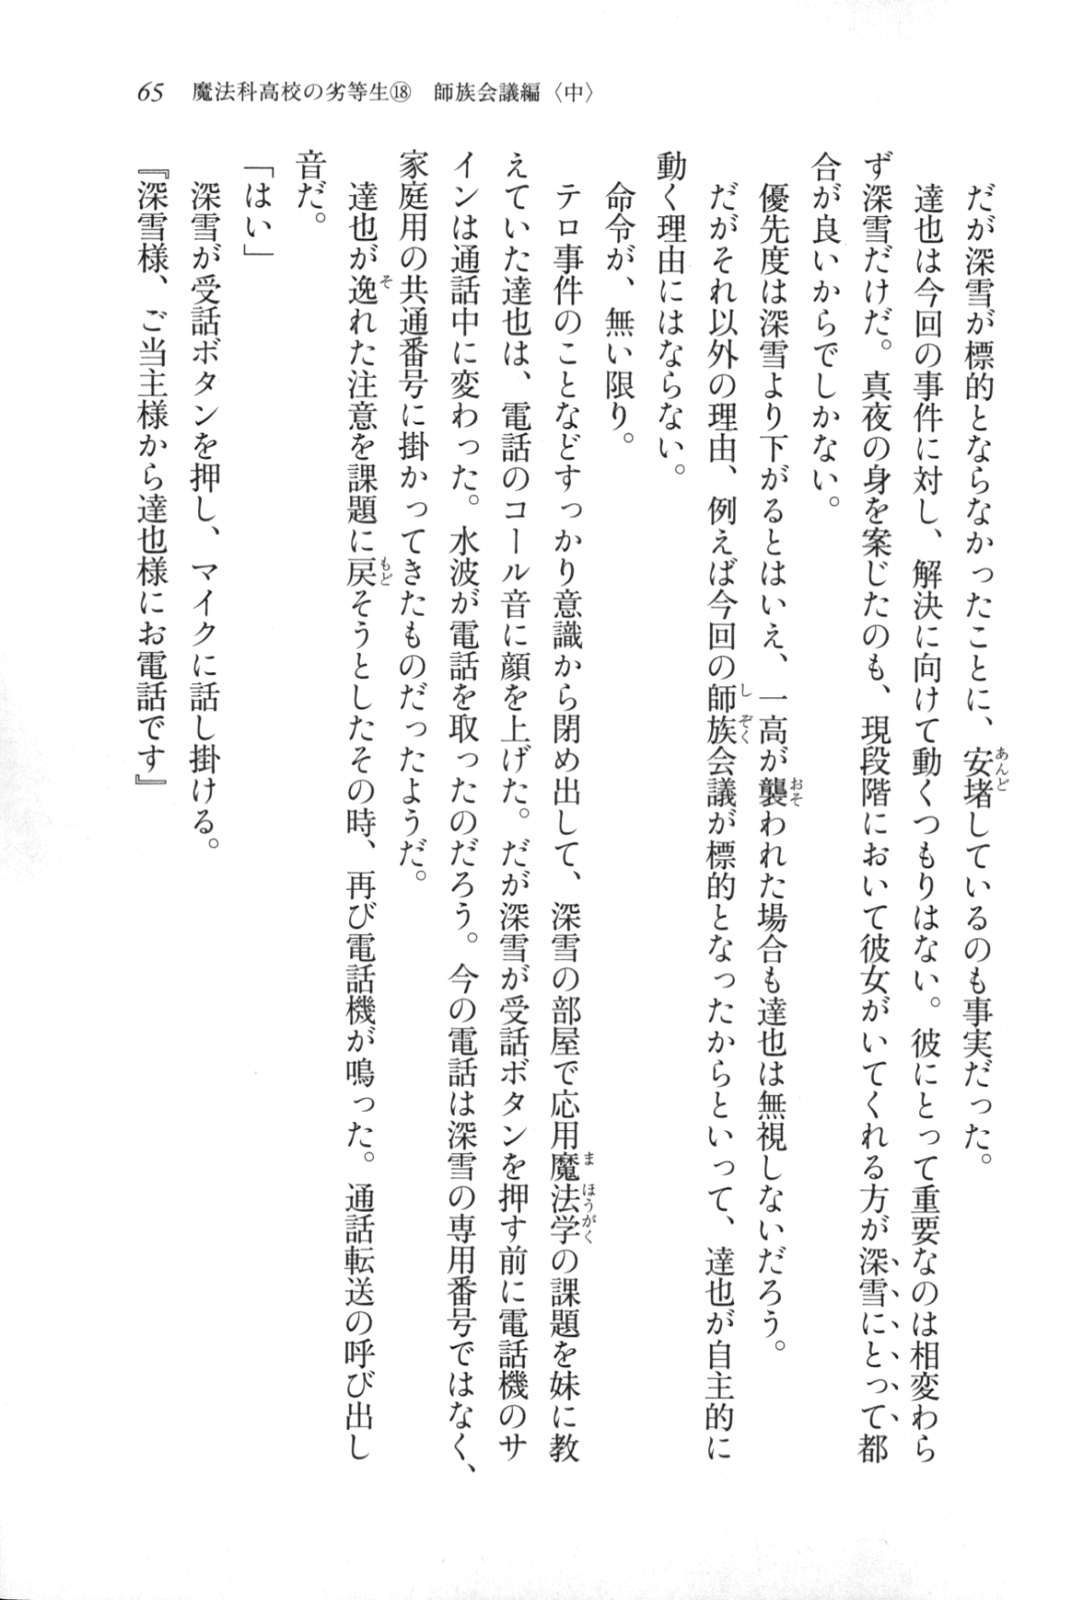 65　魔法科高校の劣等生⑱　師族会議編〈中〉
だが深雪が標的とならなかったことに、安堵しているのも事実だった。
達也は今回の事件に対し、解決に向けて動くつもりはない。彼にとって重要なのは相変わら
ず深雪だけだ。真夜の身を案じたのも、現段階において彼女がいてくれる方が深雪にとって都
合が良いからでしかない。
優先度は深雪より下がるとはいえ、一高が襲われた場合も達也は無視しないだろう。
だがそれ以外の理由、例えば今回の師族会議が標的となったからといって、達也が自主的に
動く理由にはならない。
命令が、無い限り。
テロ事件のことなどすっかり意識から閉め出して、深雪の部屋で応用魔法学の課題を妹に教
えていた達也は、電話のコール音に顔を上げた。だが深雪が受話ボタンを押す前に電話機のサ
インは通話中に変わった。水波が電話を取ったのだろう。今の電話は深雪の専用番号ではなく、
家庭用の共通番号に掛かってきたものだったようだ。
達也が逸れた注意を課題に戻そうとしたその時、再び電話機が鳴った。通話転送の呼び出し
音だ。
「はい」
深雪が受話ボタンを押し、マイクに話し掛ける。
『深雪様、ご当主様から達也様にお電話です』